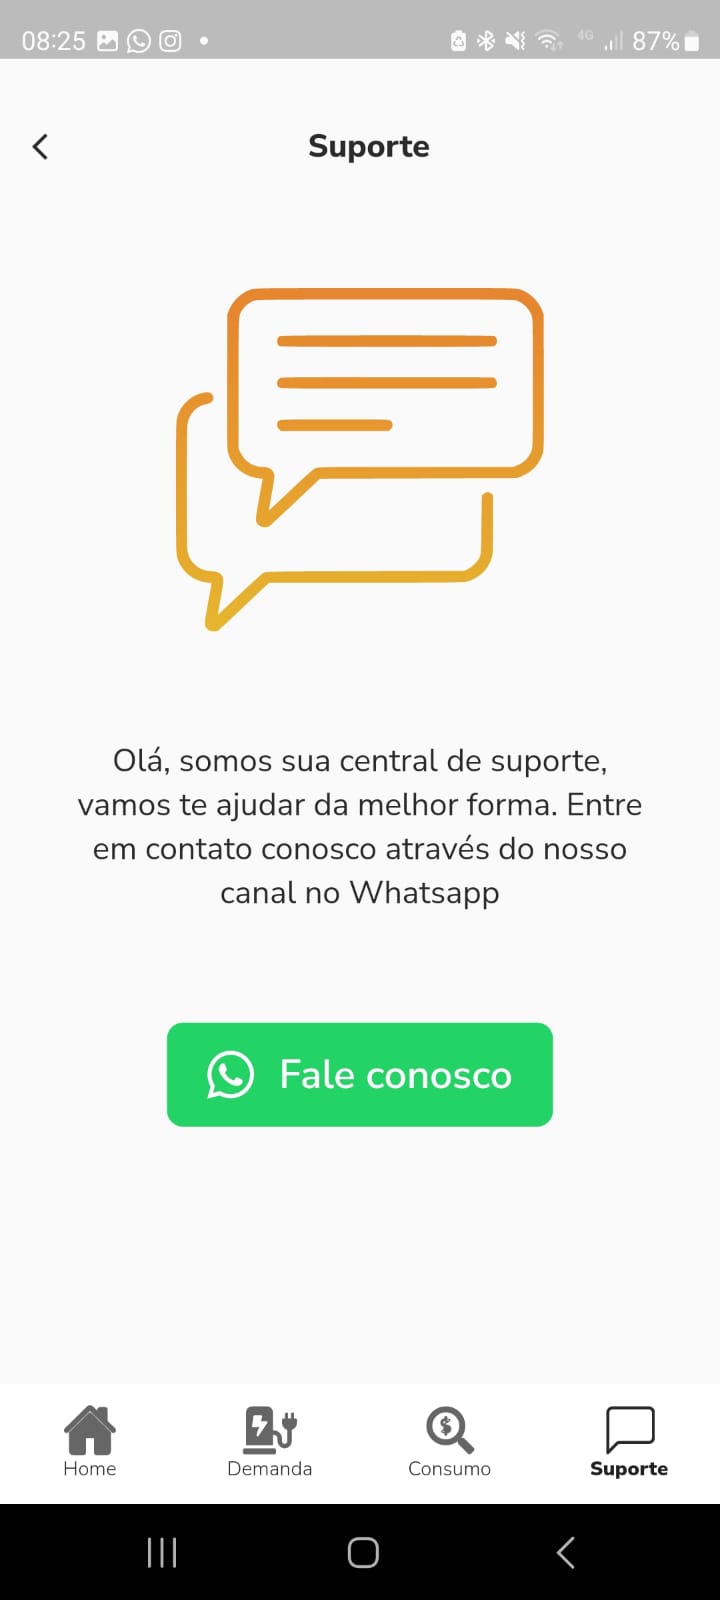 08:25
4G 87%
Suporte
Olá, somos sua central de suporte,
vamos te ajudar da melhor forma. Entre
em contato conosco através do nosso
canal no Whatsapp
Fale conosco
Home Demanda Consumo Suporte